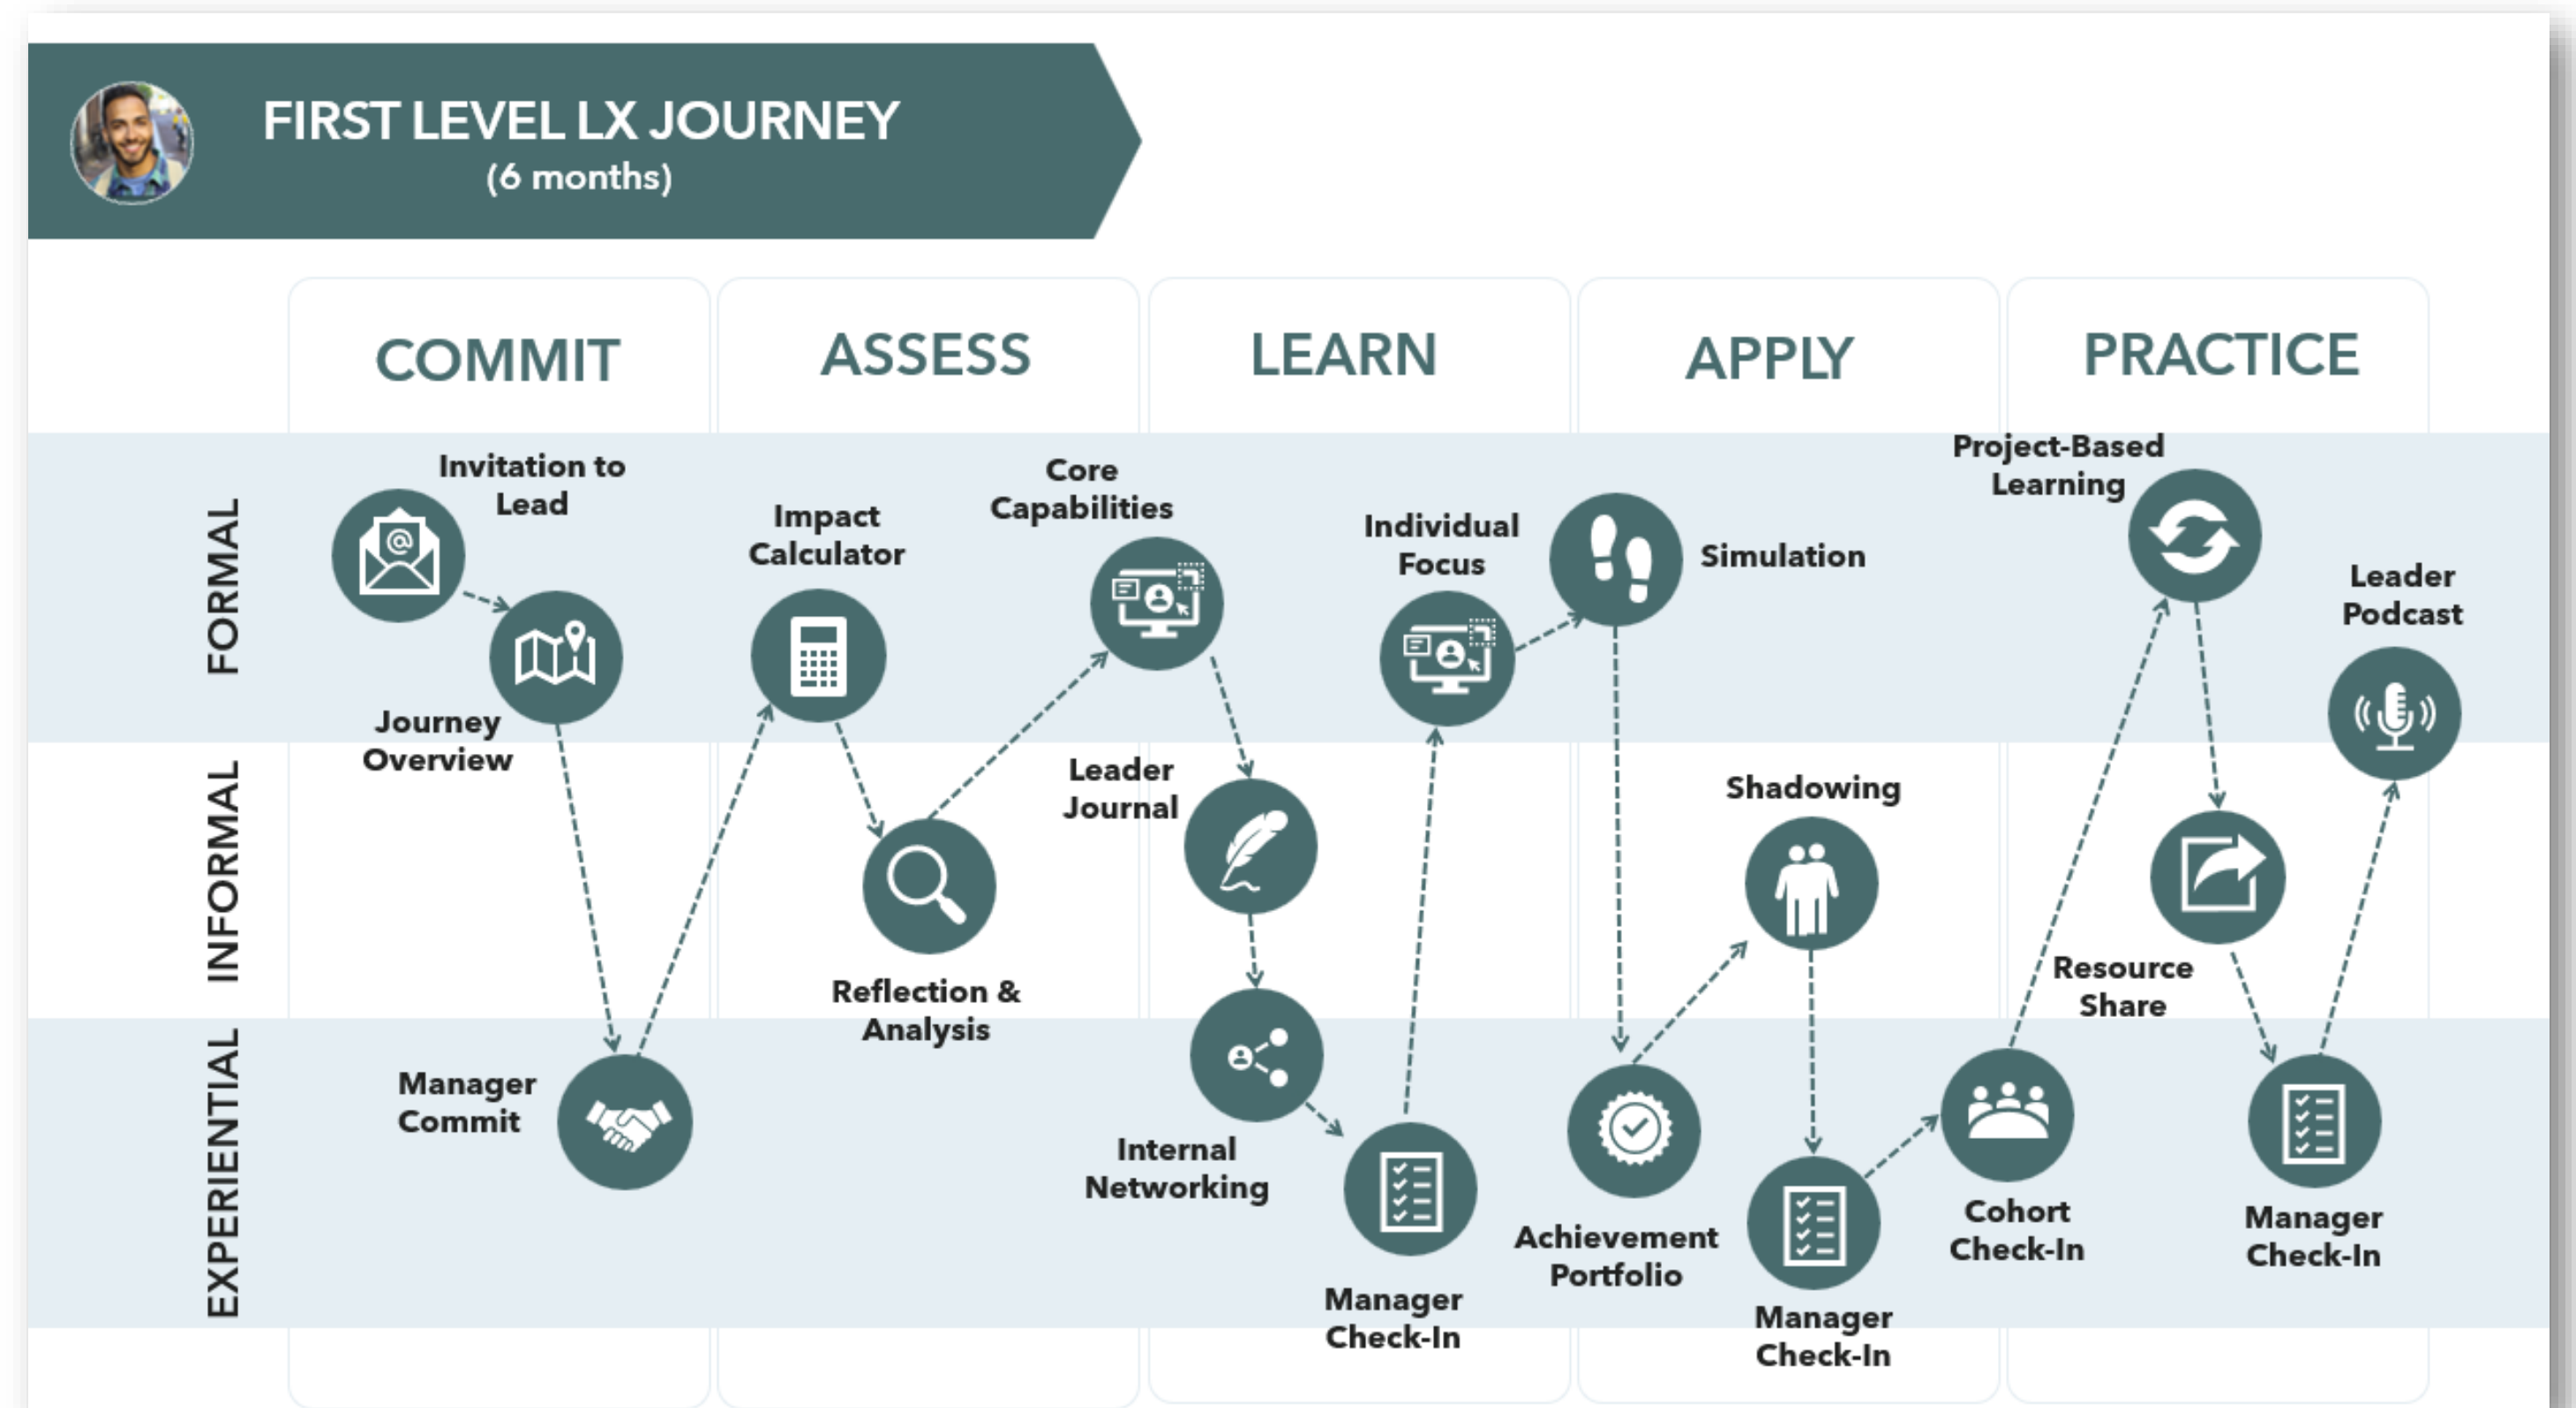 FIRST LEVEL LX JOURNEY
(6 months)
COMMIT
ASSESS
LEARN
APPLY
PRACTICE
FORMAL
Invitation to
Lead
Journey
Overview
Impact
Calculator
Core
Capabilities
Individual
Focus
Simulation
Project-Based
Learning
Leader
Podcast
INFORMAL
Reflection &
Analysis
Leader
Journal
Shadowing
Resource
Share
EXPERIENTIAL
Manager
Commit
Internal
Networking
Manager
Check-In
Achievement
Portfolio
Manager
Check-In
Cohort
Check-In
Manager
Check-In